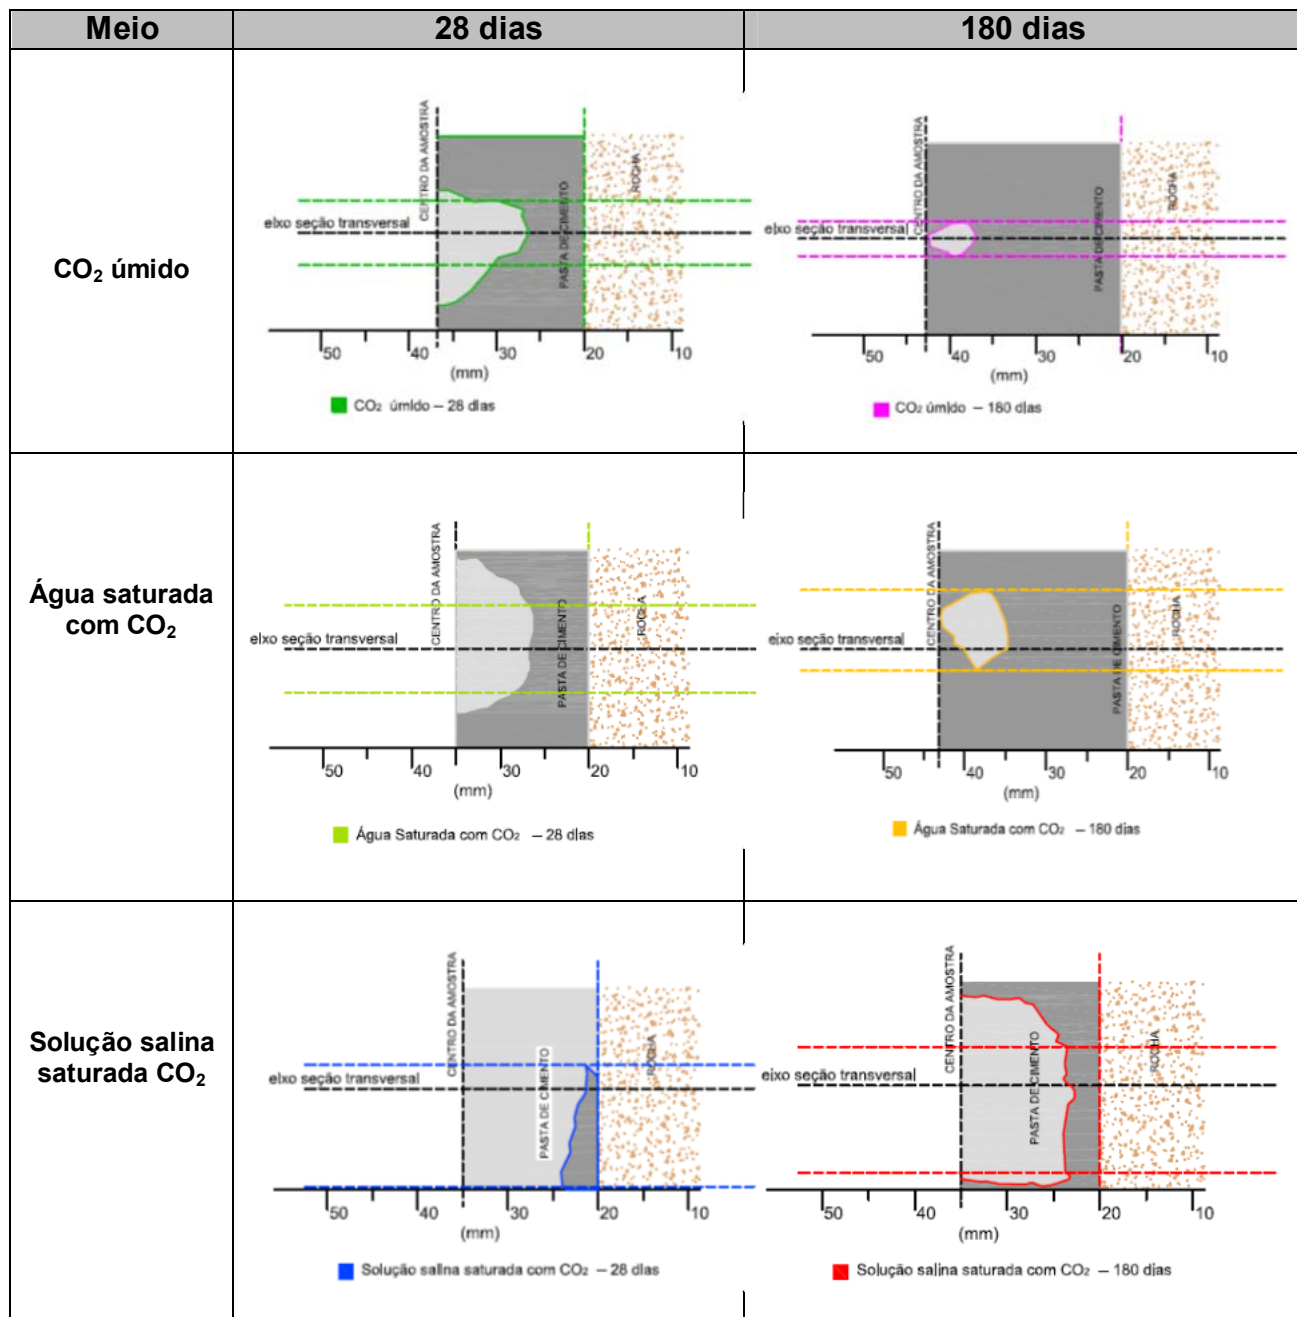 Meio
28 dias
180 dias
CO₂ úmido
CENTRO DA AMOSTRA
eixo seção transversal
PASTA DE CIMENTO
ROCHA
50 40 30 20 10
(mm)
CO₂ úmido – 28 dias
CENTRO DA AMOSTRA
eixo seção transversal
PASTA DE CIMENTO
ROCHA
50 40 30 20 10
(mm)
CO₂ úmido – 180 dias
Água saturada
com CO₂
CENTRO DA AMOSTRA
eixo seção transversal
PASTA DE CIMENTO
ROCHA
50 40 30 20 10
(mm)
Água Saturada com CO₂ – 28 dias
CENTRO DA AMOSTRA
eixo seção transversal
PASTA DE CIMENTO
ROCHA
50 40 30 20 10
(mm)
Água Saturada com CO₂ – 180 dias
Solução salina
saturada CO₂
CENTRO DA AMOSTRA
eixo seção transversal
PASTA DE CIMENTO
ROCHA
50 40 30 20 10
(mm)
Solução salina saturada com CO₂ – 28 dias
CENTRO DA AMOSTRA
eixo seção transversal
PASTA DE CIMENTO
ROCHA
50 40 30 20 10
(mm)
Solução salina saturada com CO₂ – 180 dias